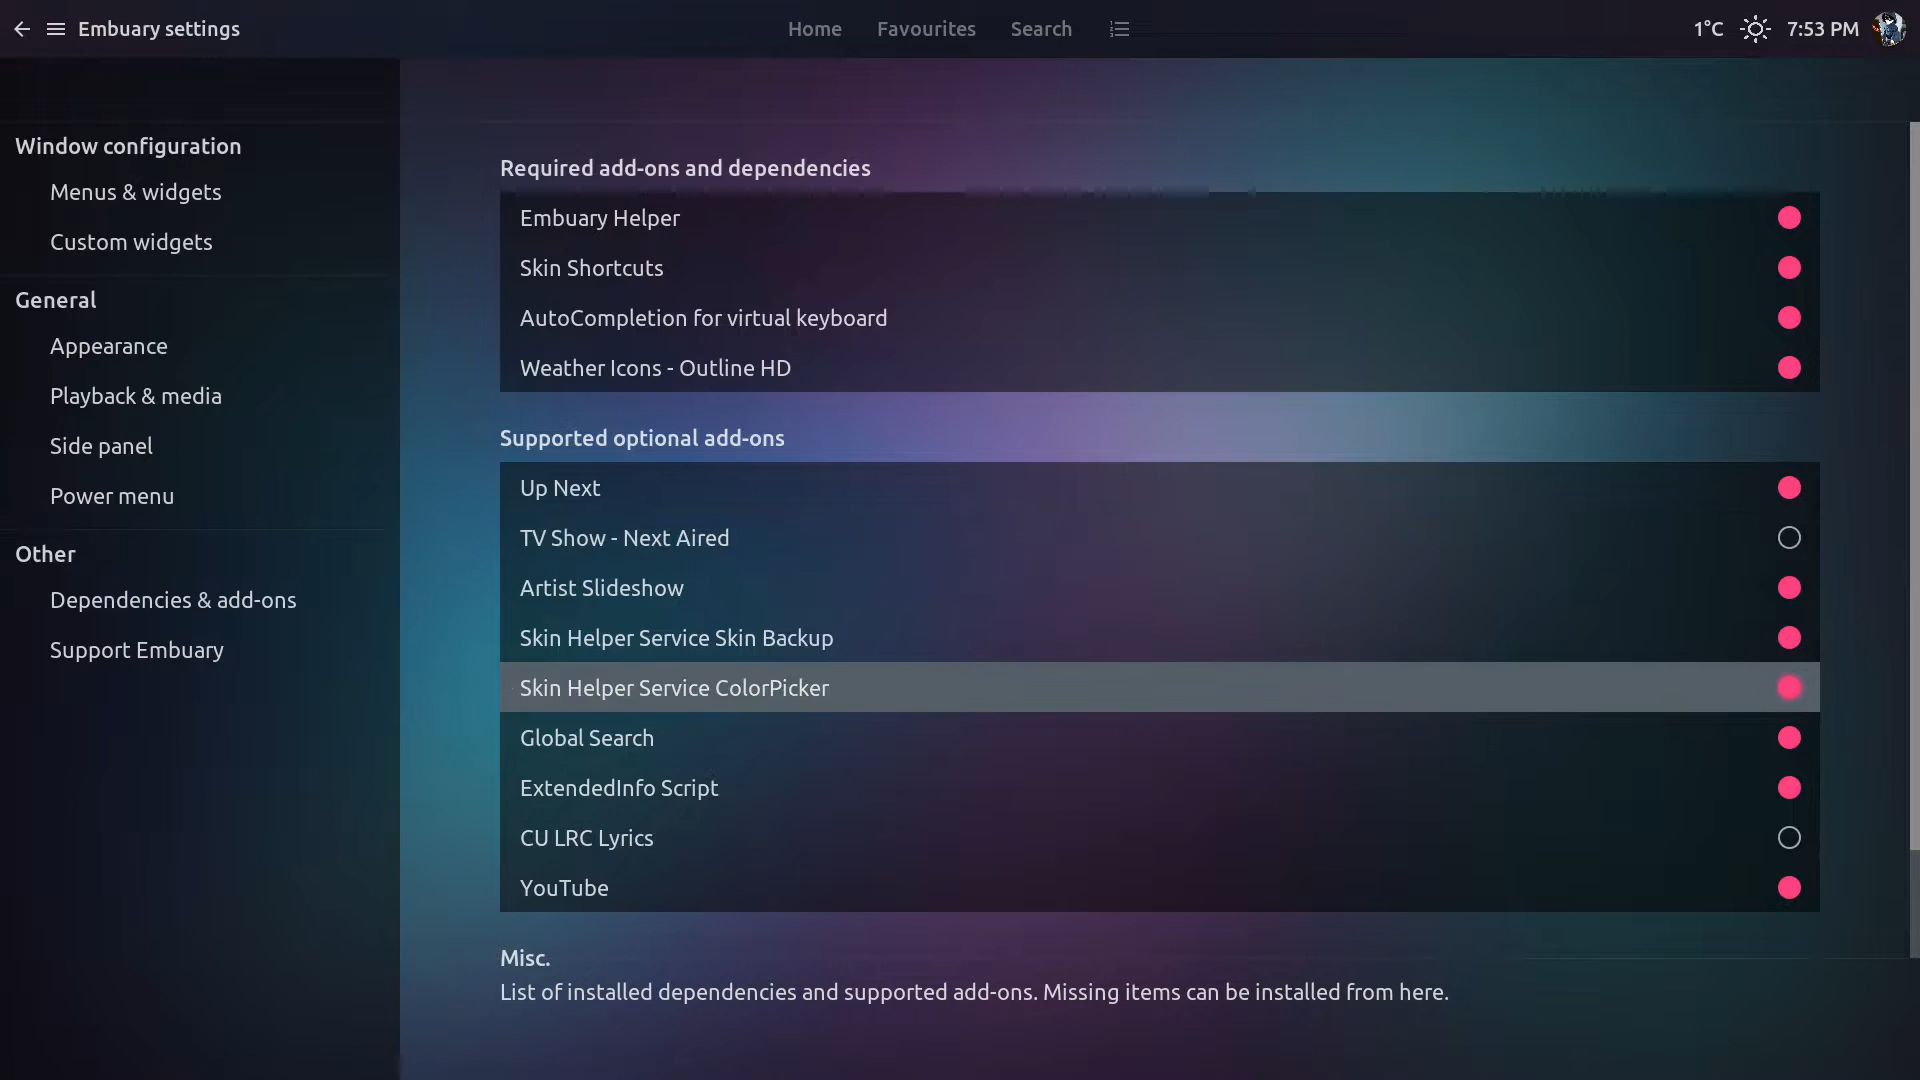 Embuary settings
Home
Favourites
Search
1°C
7:53 PM
Window configuration
Menus & widgets
Custom widgets
General
Appearance
Playback & media
Side panel
Power menu
Other
Dependencies & add-ons
Support Embuary
Required add-ons and dependencies
Embuary Helper
Skin Shortcuts
AutoCompletion for virtual keyboard
Weather Icons - Outline HD
Supported optional add-ons
Up Next
TV Show - Next Aired
Artist Slideshow
Skin Helper Service Skin Backup
Skin Helper Service ColorPicker
Global Search
ExtendedInfo Script
CU LRC Lyrics
YouTube
Misc.
List of installed dependencies and supported add-ons. Missing items can be installed from here.